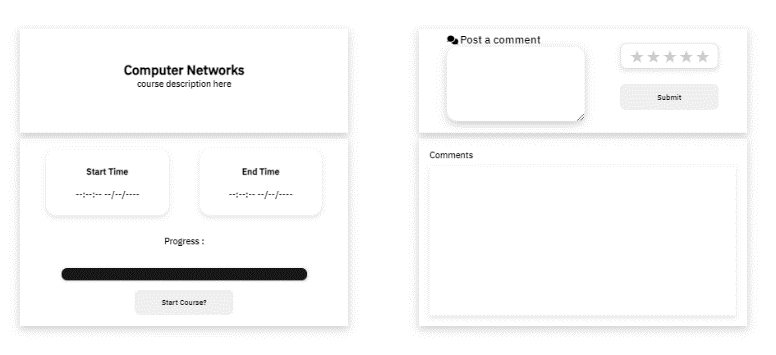 Computer Networks
course description here
Start Time
--:--:-- --/--/----
End Time
--:--:-- --/--/----
Progress :
Start Course?
Post a comment
Submit
Comments